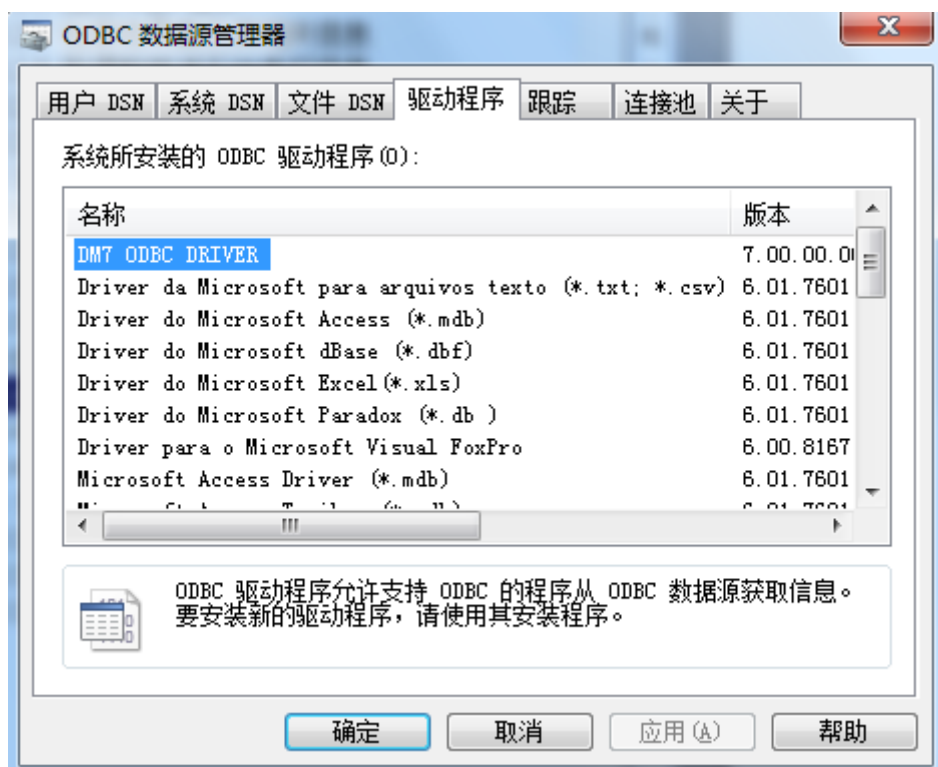 ODBC 数据源管理器
用户 DSN 系统 DSN 文件 DSN 驱动程序 跟踪 连接池 关于
系统所安装的 ODBC 驱动程序(O):
名称 版本
DM7 ODBC DRIVER 7.00.00.0
Driver da Microsoft para arquivos texto (*.txt; *.csv) 6.01.7601
Driver do Microsoft Access (*.mdb) 6.01.7601
Driver do Microsoft dBase (*.dbf) 6.01.7601
Driver do Microsoft Excel(*.xls) 6.01.7601
Driver do Microsoft Paradox (*.db ) 6.01.7601
Driver para o Microsoft Visual FoxPro 6.00.8167
Microsoft Access Driver (*.mdb) 6.01.7601
ODBC 驱动程序允许支持 ODBC 的程序从 ODBC 数据源获取信息。
要安装新的驱动程序，请使用其安装程序。
确定 取消 应用(A) 帮助